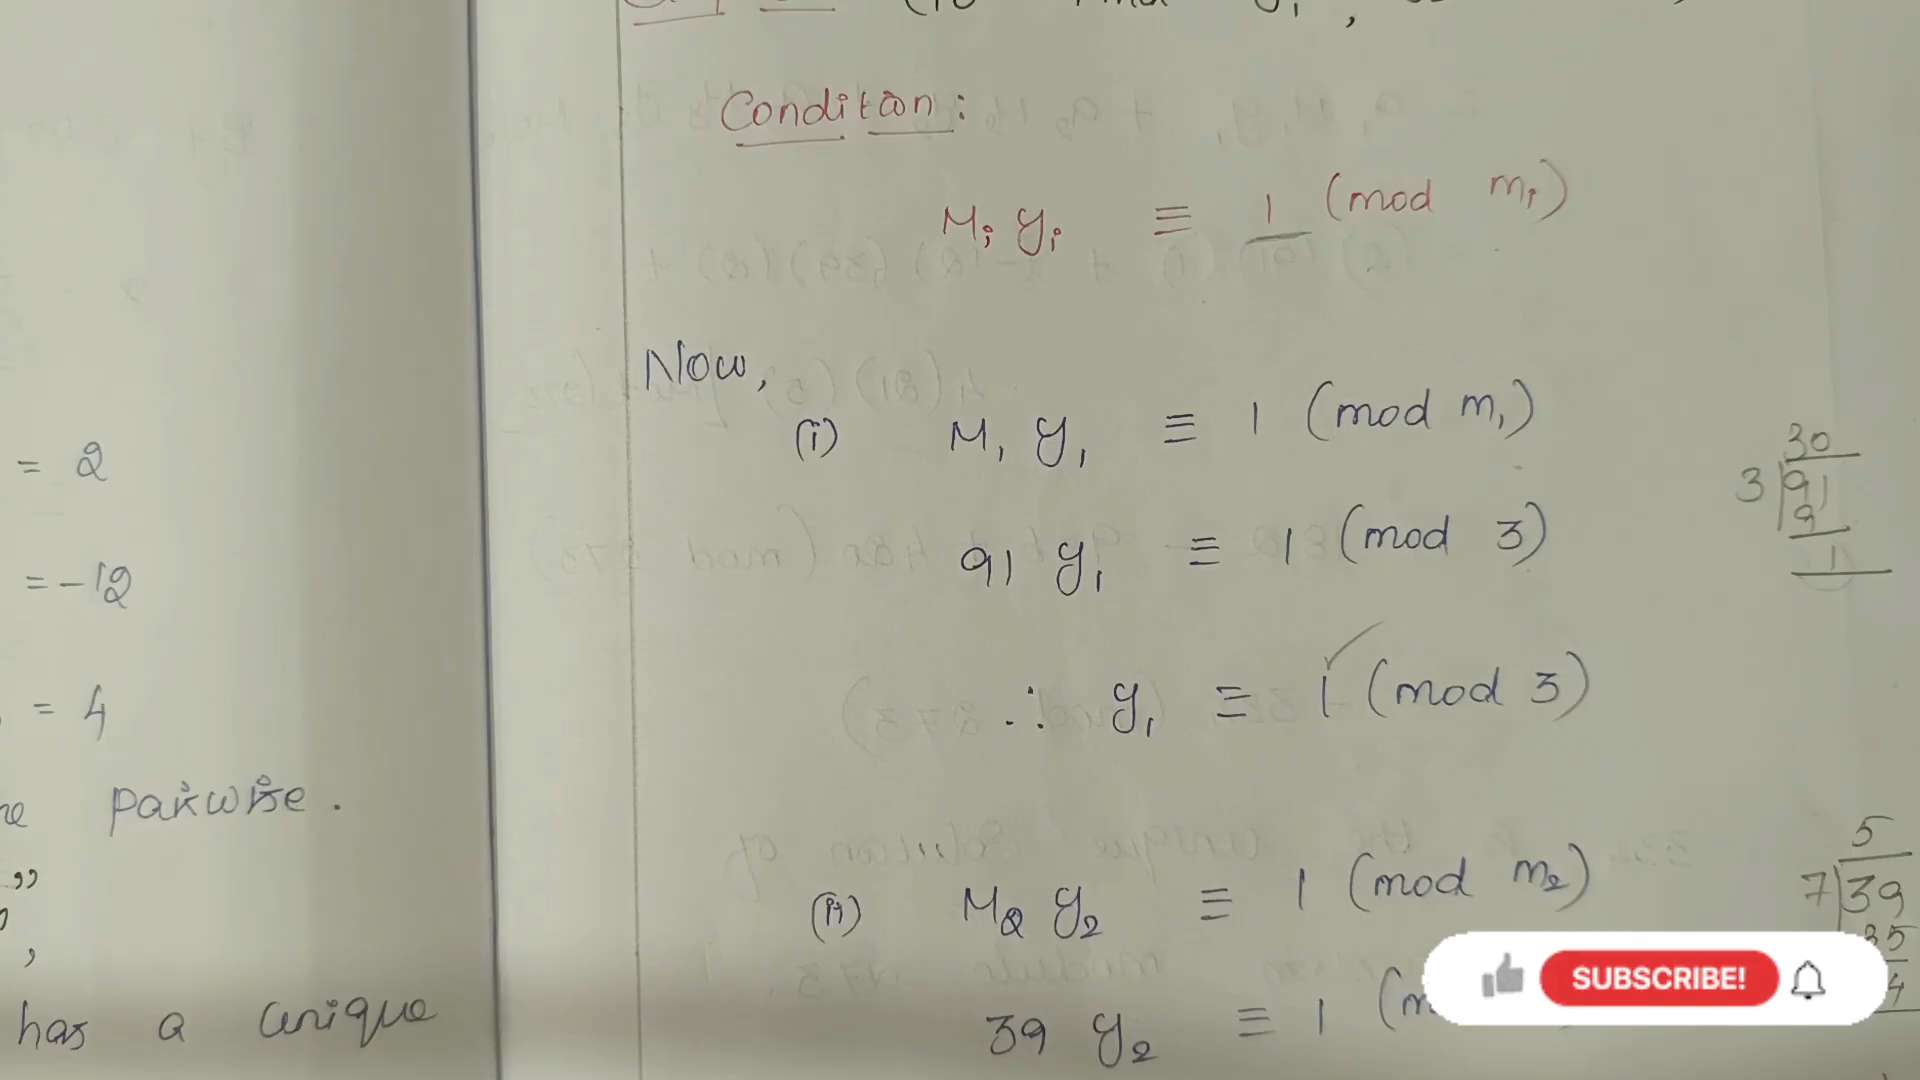 = 2
= -12
= 4
pairwise.
”
,
has a unique
Condition:
Mi yi ≡ 1 (mod mi)
Now,
(i) M1 y1 ≡ 1 (mod m1)
91 y1 ≡ 1 (mod 3)
30
3 91
9
1
∴ y1 ≡ 1 (mod 3)
(ii) M2 y2 ≡ 1 (mod m2)
39 y2 ≡ 1 (m
5
7 39
35
4
SUBSCRIBE!